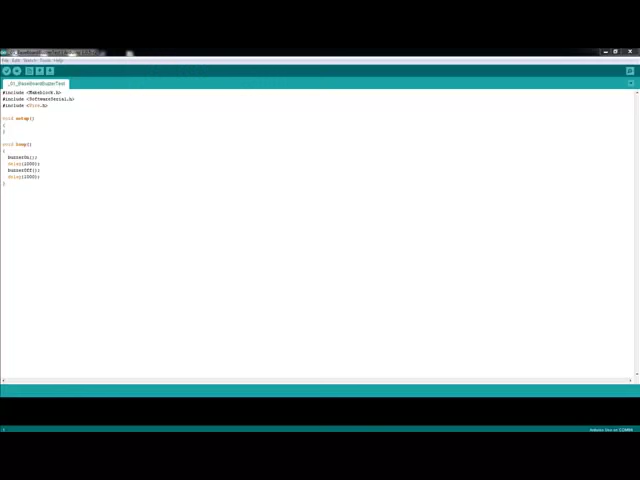 File Edit Sketch Tools Help
_01_BaseBoardBuzzerTest
#include <Makeblock.h>
#include <SoftwareSerial.h>
#include <Wire.h>
void setup()
{
}
void loop()
{
buzzerOn();
delay(1000);
buzzerOff();
delay(1000);
}